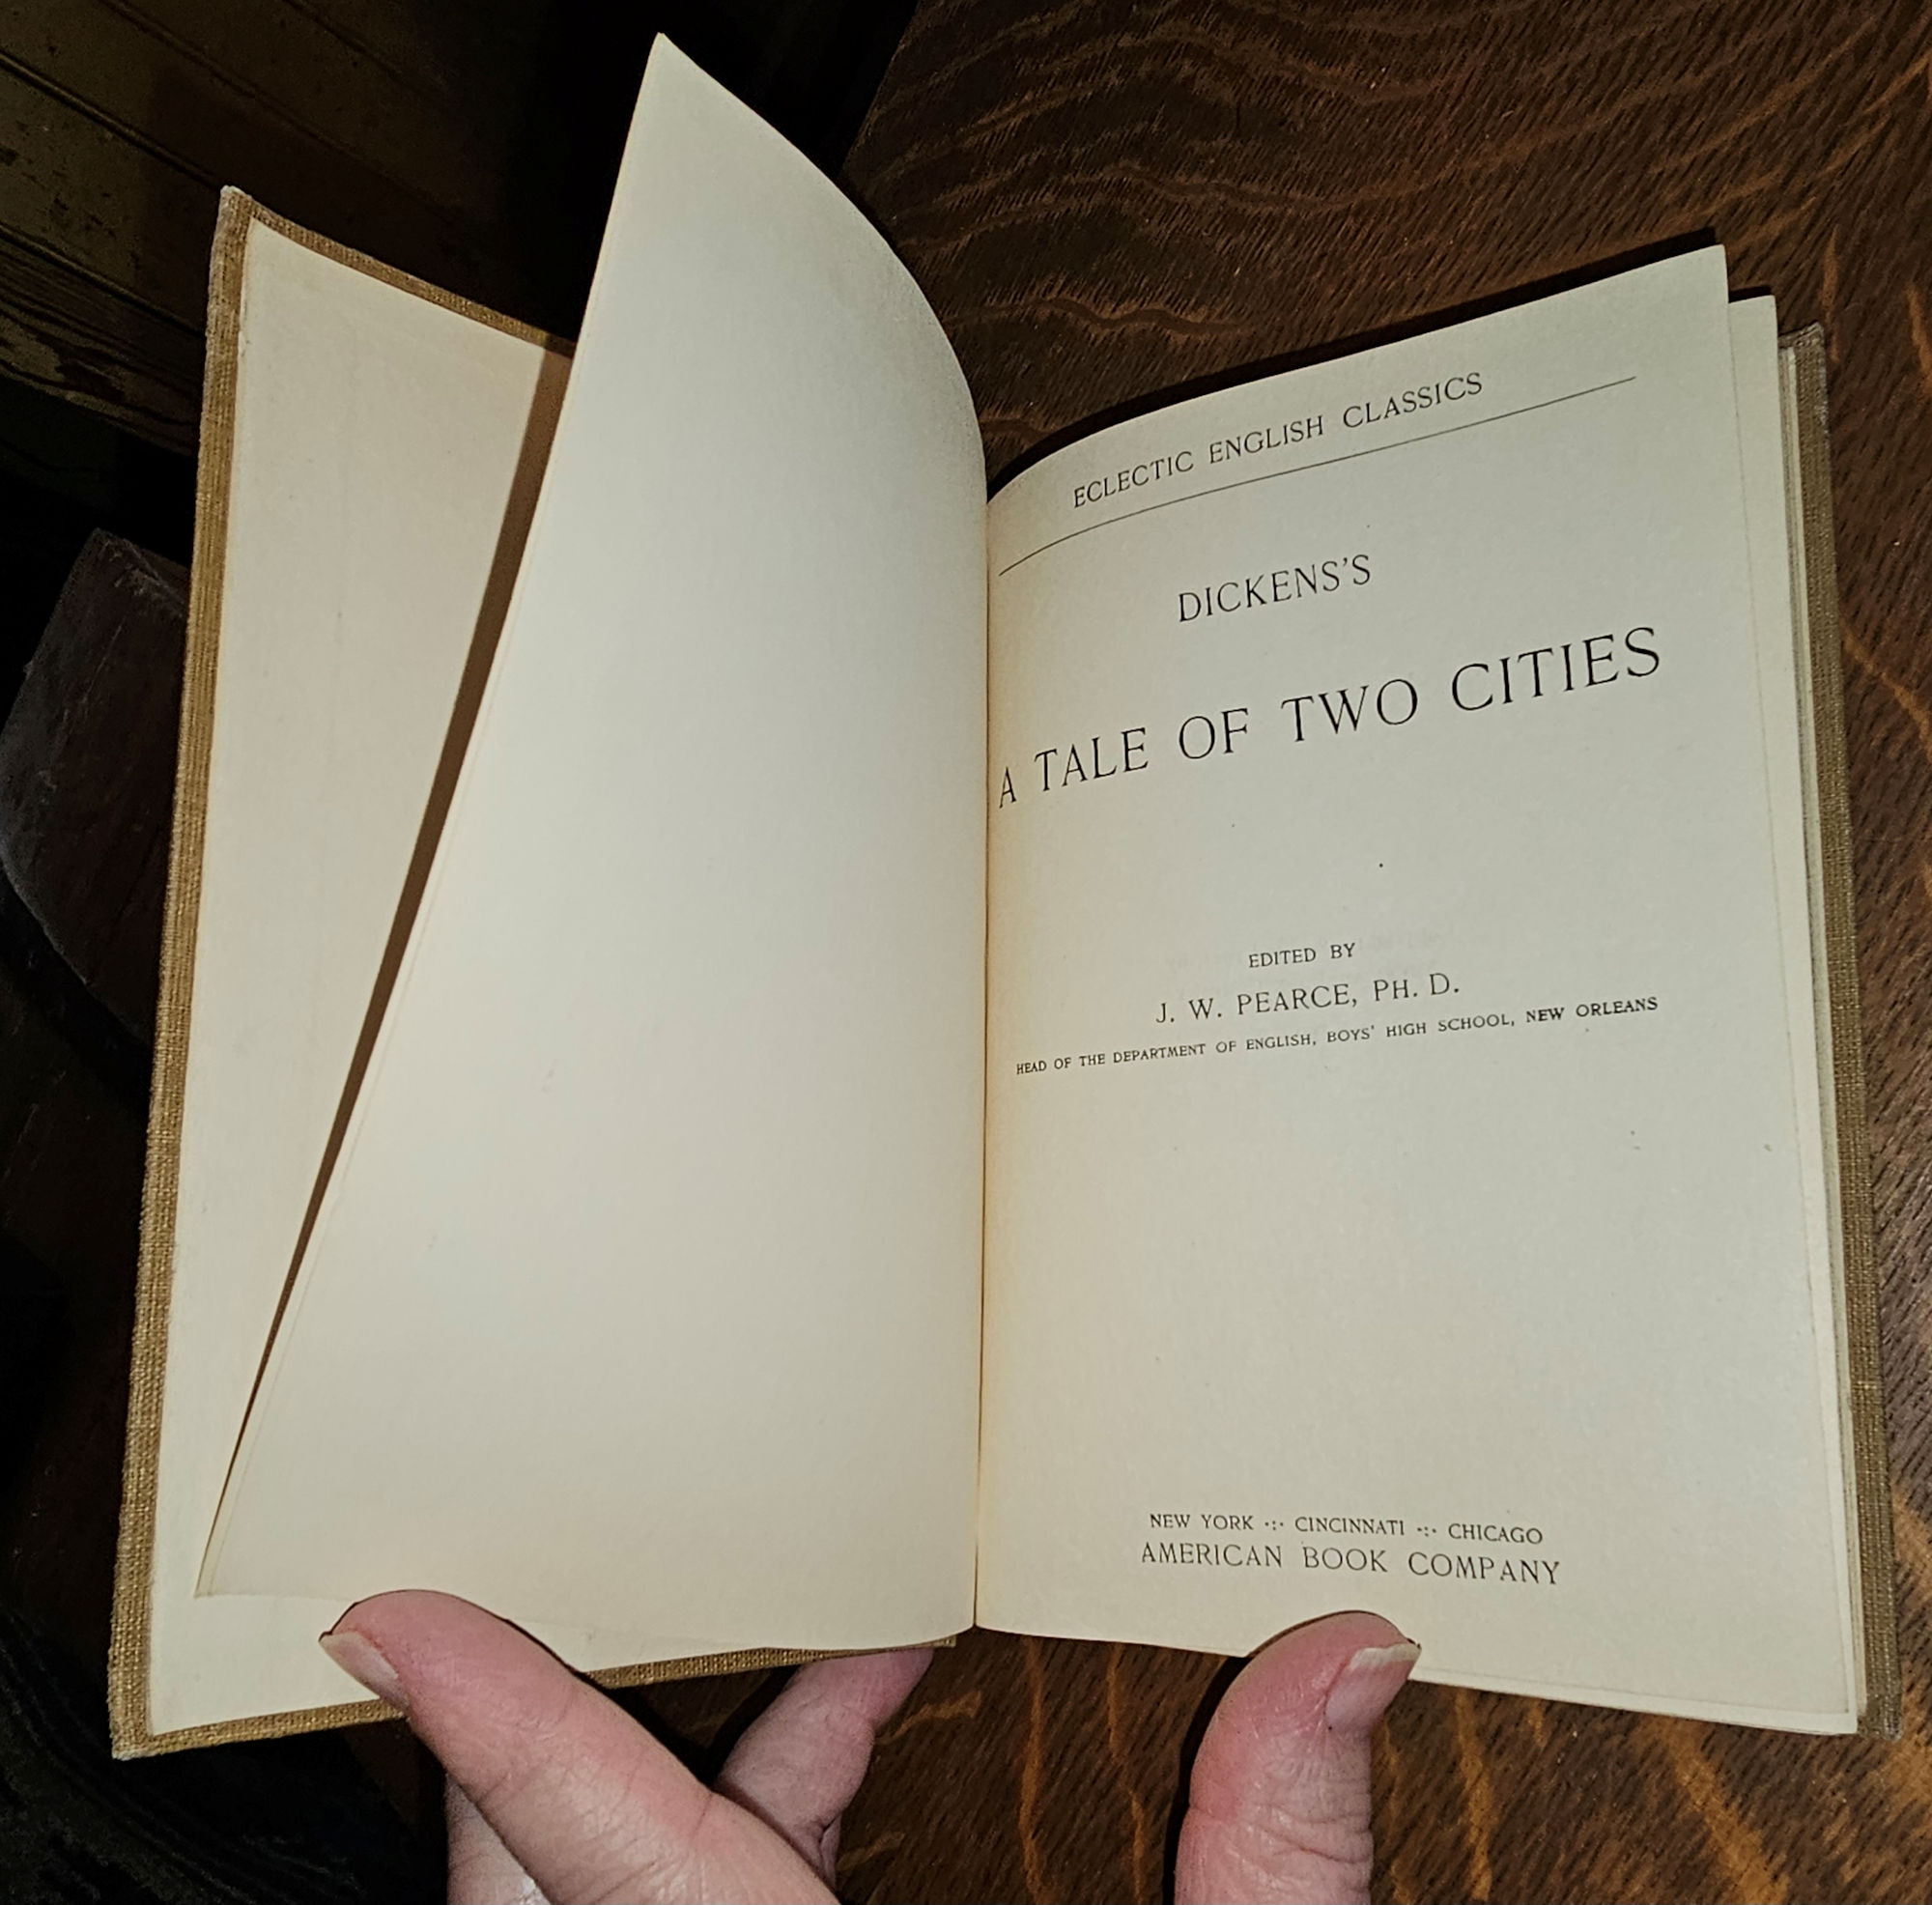 ECLECTIC ENGLISH CLASSICS
DICKENS'S
A TALE OF TWO CITIES
EDITED BY
J. W. PEARCE, PH. D.
HEAD OF THE DEPARTMENT OF ENGLISH, BOYS' HIGH SCHOOL, NEW ORLEANS
NEW YORK ·:· CINCINNATI ·:· CHICAGO
AMERICAN BOOK COMPANY